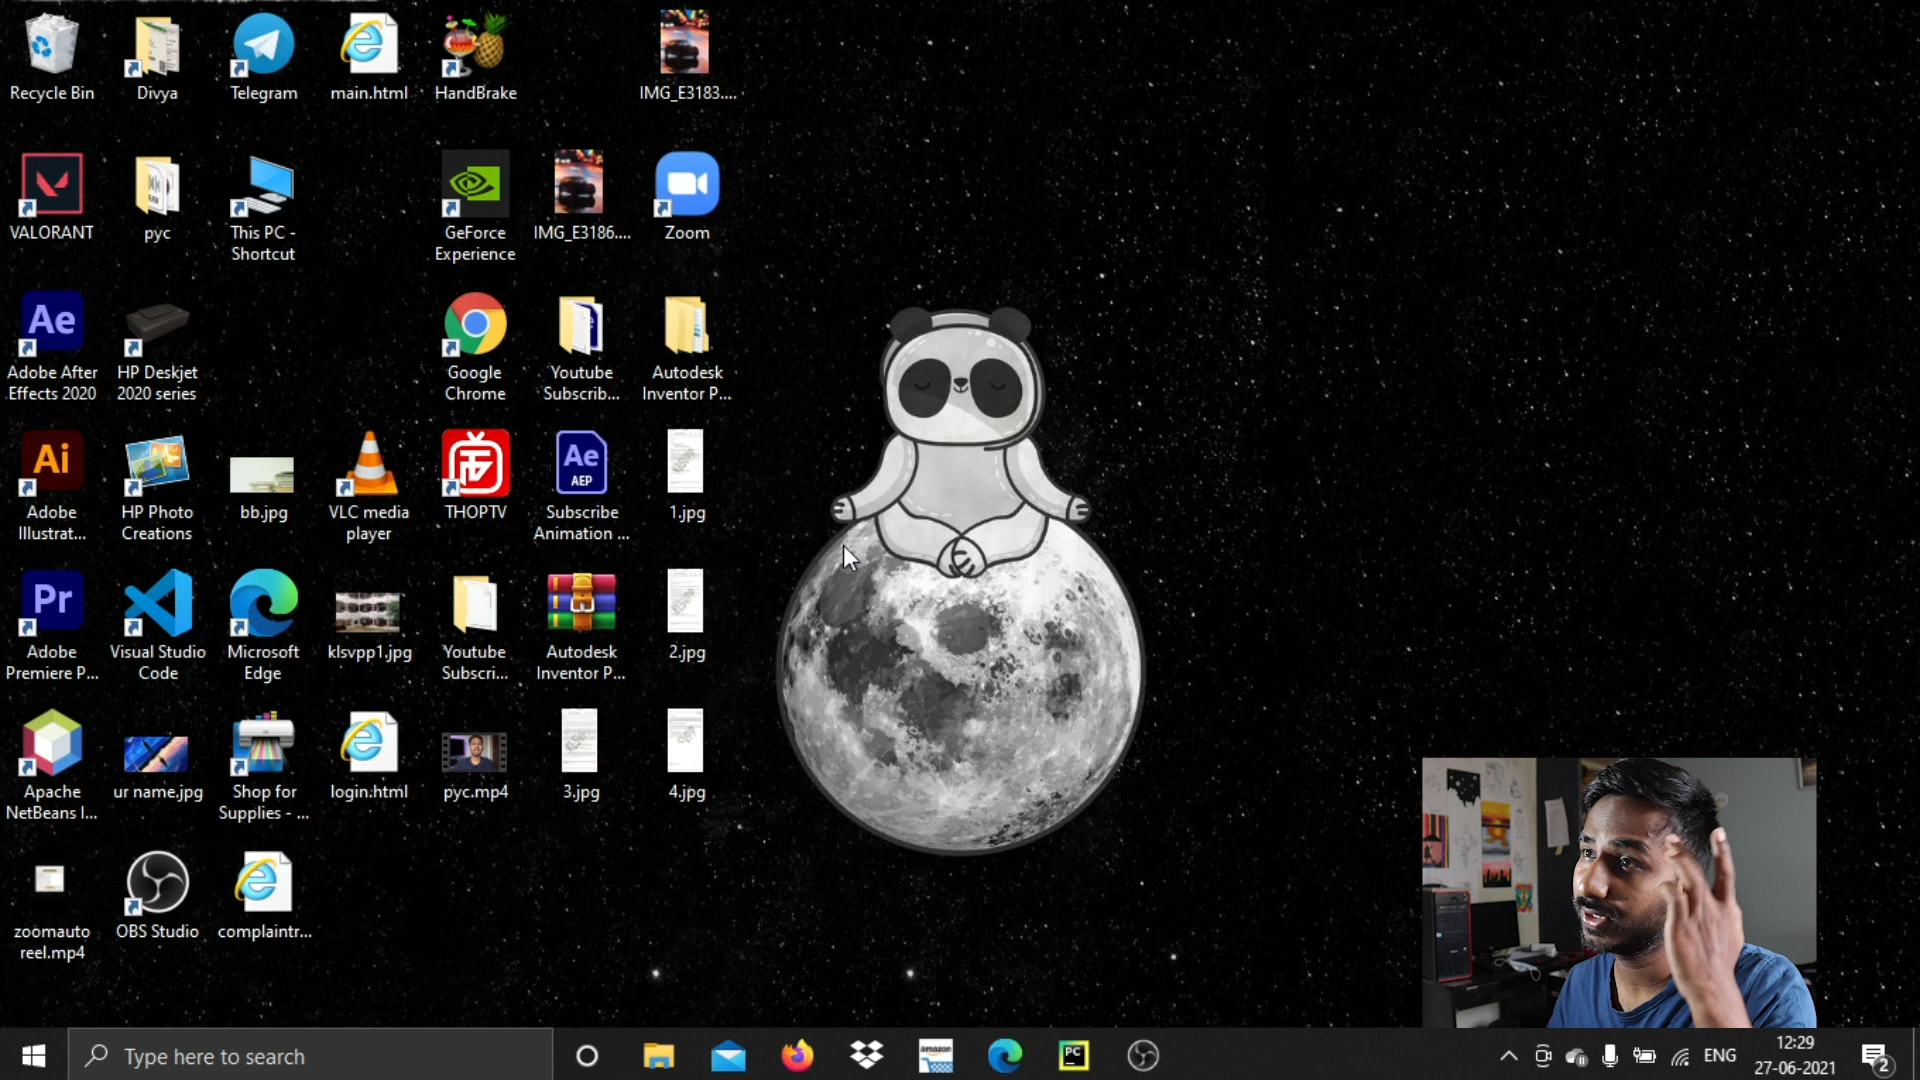 Recycle Bin
Divya
Telegram
main.html
HandBrake
IMG_E3183....
VALORANT
pyc
This PC -
Shortcut
GeForce
Experience
IMG_E3186....
Zoom
Ae
Adobe After
Effects 2020
HP Deskjet
2020 series
Google
Chrome
Youtube
Subscrib...
Autodesk
Inventor P...
Ai
Adobe
Illustrat...
HP Photo
Creations
bb.jpg
VLC media
player
THOPTV
Ae
AEP
Subscribe
Animation ...
1.jpg
Pr
Adobe
Premiere P...
Visual Studio
Code
Microsoft
Edge
klsvpp1.jpg
Youtube
Subscri...
Autodesk
Inventor P...
2.jpg
Apache
NetBeans I...
ur name.jpg
Shop for
Supplies - ...
login.html
pyc.mp4
3.jpg
4.jpg
zoomauto
reel.mp4
OBS Studio
complaintr...
Type here to search
amazon
PC
ENG
12:29
27-06-2021
2